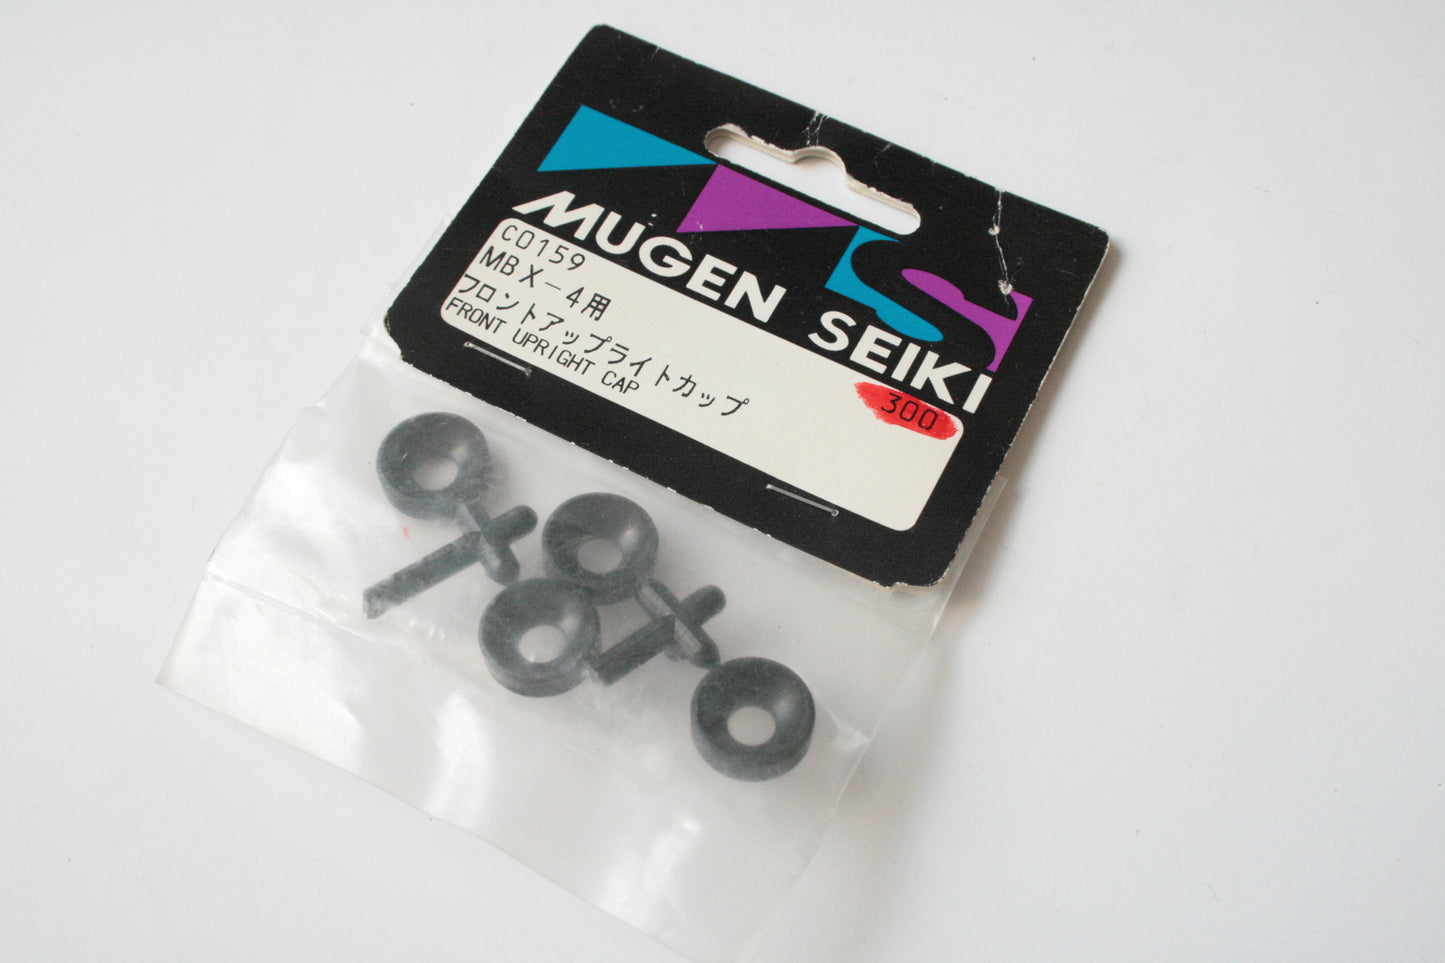 MUGEN SEIKI
C0159
MBX-4用
フロントアップライトカップ
FRONT UPRIGHT CAP
300